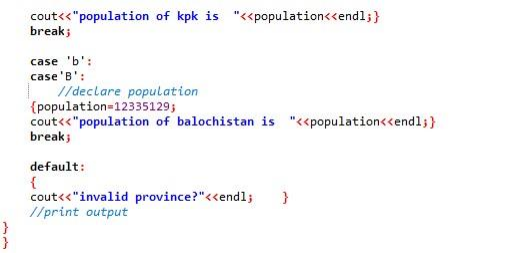 cout<<"population of kpk is  "<<population<<endl;}
break;
case 'b':
case'B':
//declare population
{population=12335129;
cout<<"population of balochistan is  "<<population<<endl;}
break;
default:
{
cout<<"invalid province?"<<endl;    }
//print output
}
}